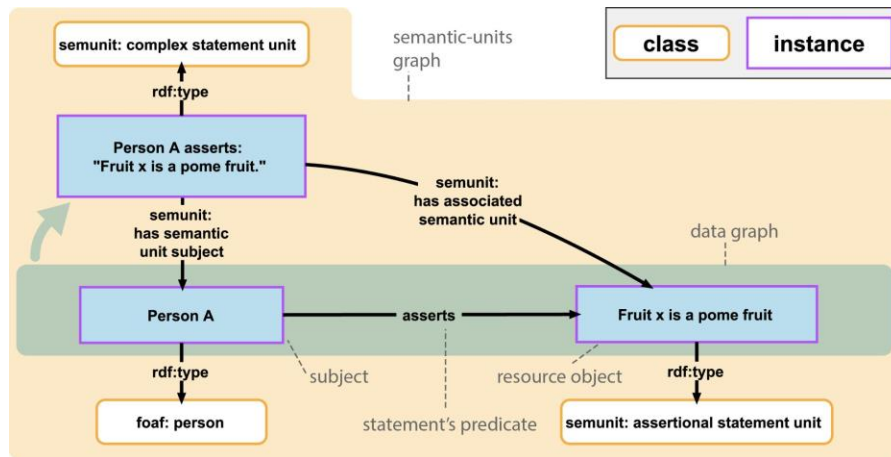 semunit: complex statement unit
semantic-units
graph
class
instance
rdf:type
Person A asserts:
"Fruit x is a pome fruit."
semunit:
has associated
semantic unit
semunit:
has semantic
unit subject
data graph
Person A
asserts
Fruit x is a pome fruit
rdf:type
subject
resource object
rdf:type
foaf: person
statement's predicate
semunit: assertional statement unit